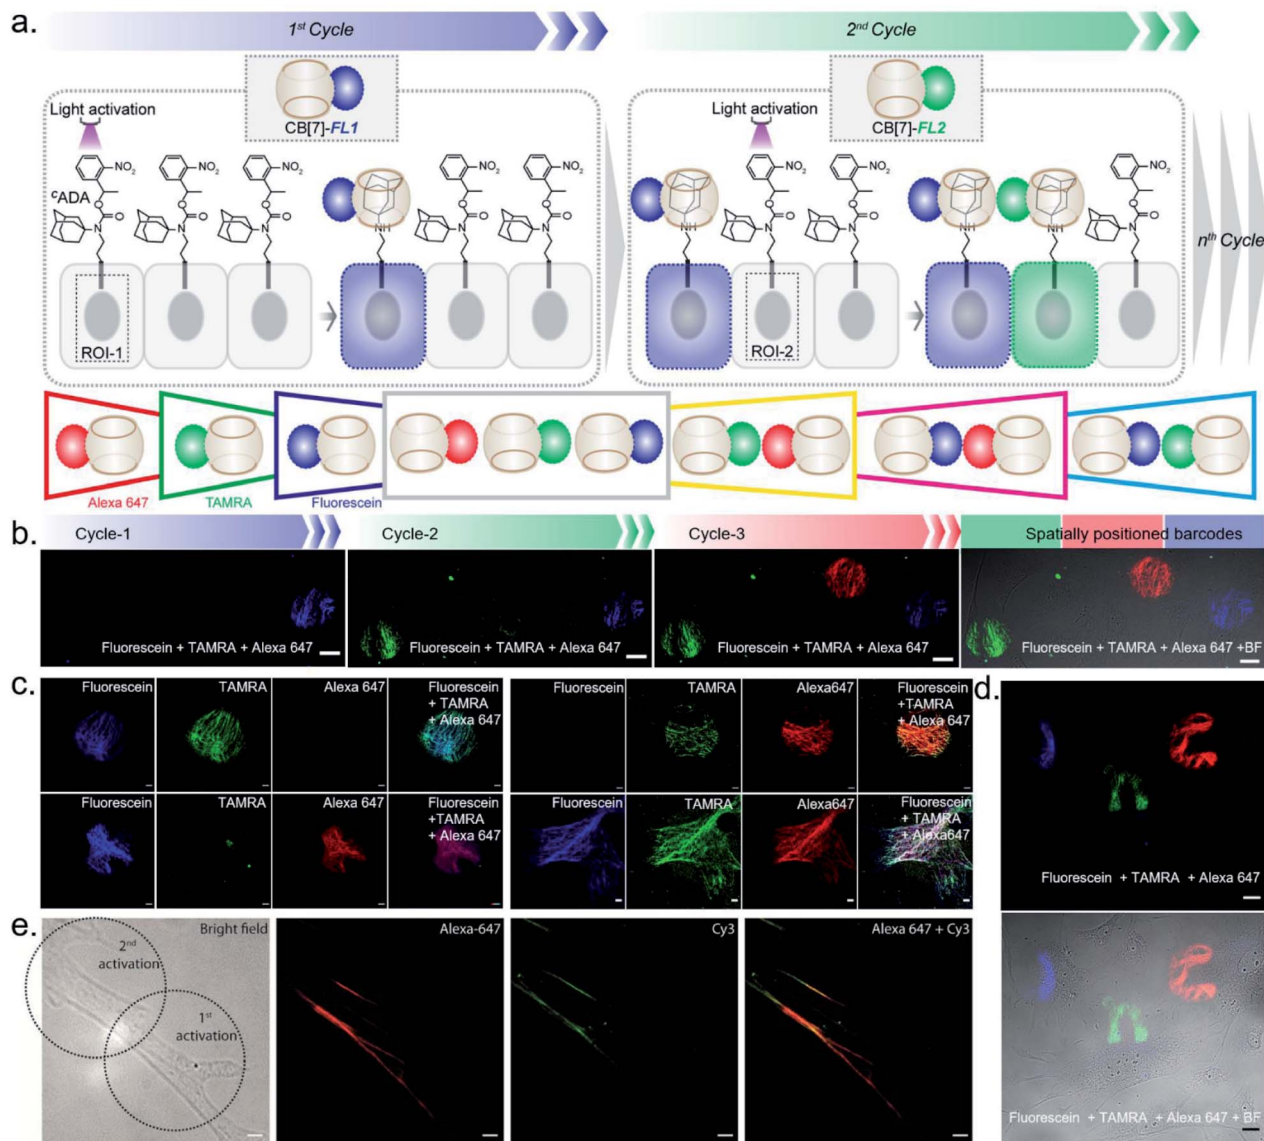 a.
1st Cycle
2nd Cycle
Light activation
CB[7]-FL1
Light activation
CB[7]-FL2
NO2
NO2
NO2
NO2
NO2
NO2
NO2
NO2
cADA
O
O
N
O
O
N
O
O
N
NH
O
O
N
O
O
N
NH
O
O
N
O
O
N
NH
NH
O
O
N
nth Cycle
ROI-1
ROI-2
Alexa 647
TAMRA
Fluorescein
b.
Cycle-1
Cycle-2
Cycle-3
Spatially positioned barcodes
Fluorescein + TAMRA + Alexa 647
Fluorescein + TAMRA + Alexa 647
Fluorescein + TAMRA + Alexa 647
Fluorescein + TAMRA + Alexa 647 +BF
c.
Fluorescein
TAMRA
Alexa 647
Fluorescein
+ TAMRA
+ Alexa 647
Fluorescein
TAMRA
Alexa647
Fluorescein
+TAMRA
+ Alexa 647
Fluorescein
TAMRA
Alexa 647
Fluorescein
+TAMRA
+ Alexa 647
Fluorescein
TAMRA
Alexa647
Fluorescein
+ TAMRA
+ Alexa647
d.
Fluorescein + TAMRA + Alexa 647
Fluorescein + TAMRA + Alexa 647 + BF
e.
Bright field
2nd
activation
1st
activation
Alexa-647
Cy3
Alexa 647 + Cy3